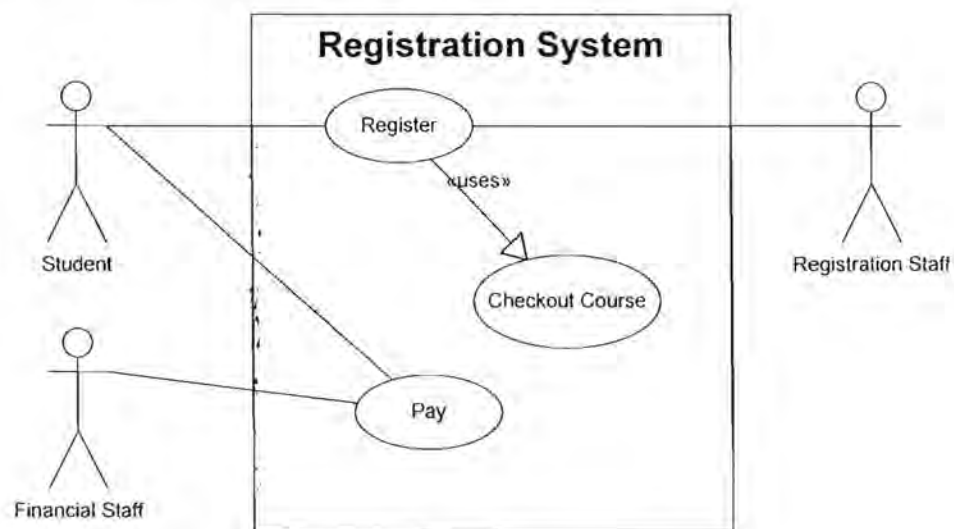 Registration System
Register
«uses»
Student
Registration Staff
Checkout Course
Pay
Financial Staff